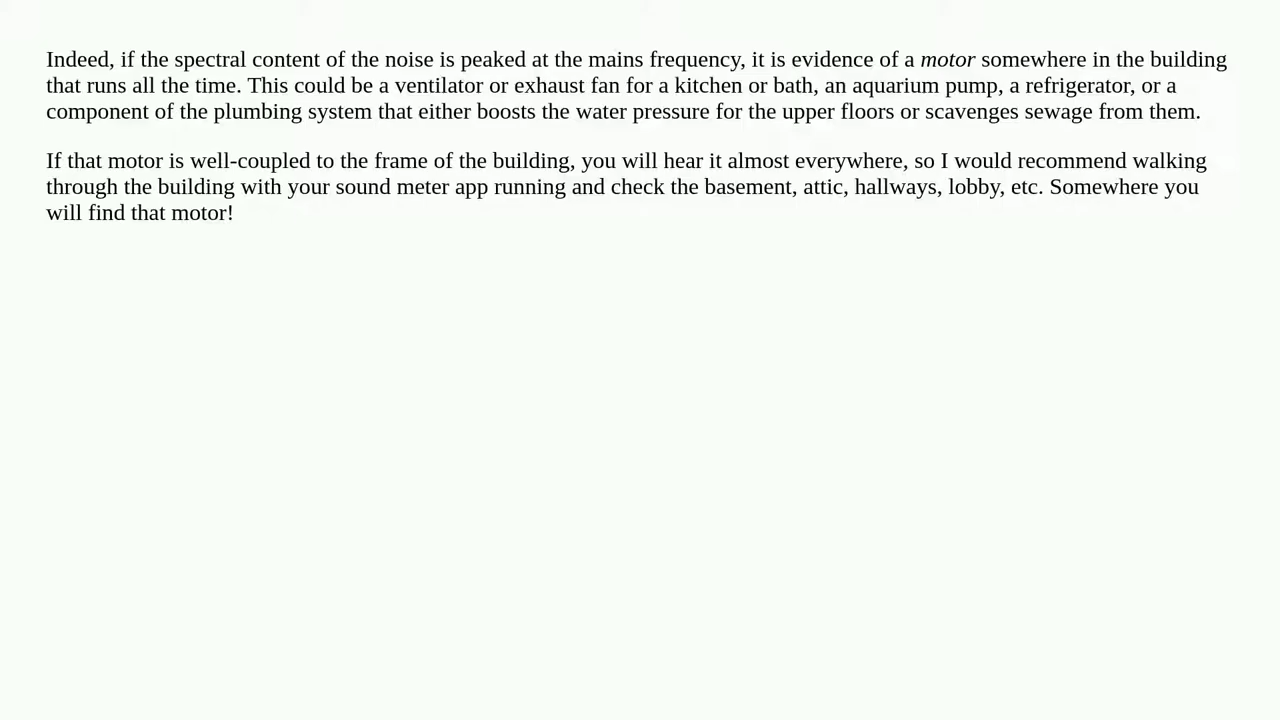 Indeed, if the spectral content of the noise is peaked at the mains frequency, it is evidence of a motor somewhere in the building
that runs all the time. This could be a ventilator or exhaust fan for a kitchen or bath, an aquarium pump, a refrigerator, or a
component of the plumbing system that either boosts the water pressure for the upper floors or scavenges sewage from them.
If that motor is well-coupled to the frame of the building, you will hear it almost everywhere, so I would recommend walking
through the building with your sound meter app running and check the basement, attic, hallways, lobby, etc. Somewhere you
will find that motor!